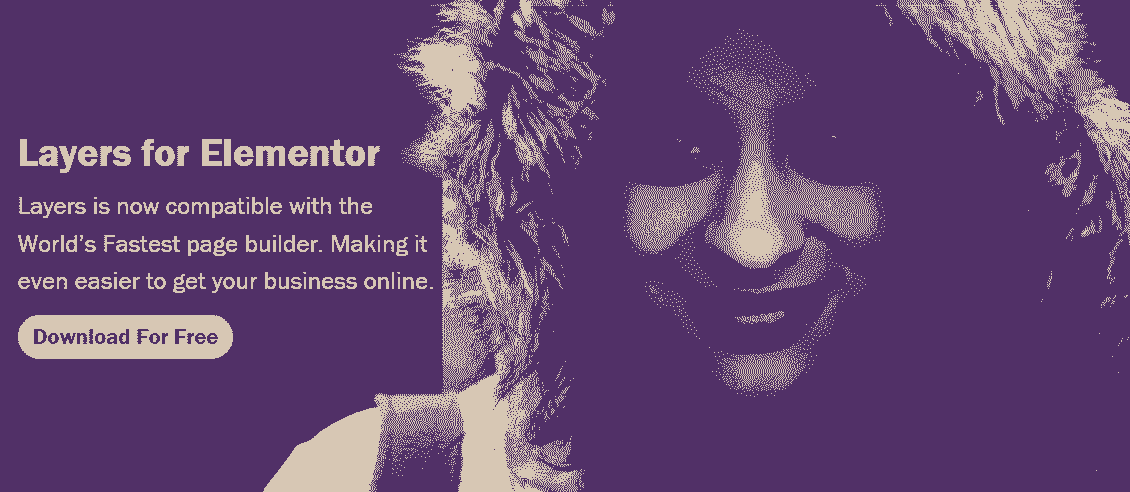 Layers for Elementor
Layers is now compatible with the
World's Fastest page builder. Making it
even easier to get your business online.
Download For Free